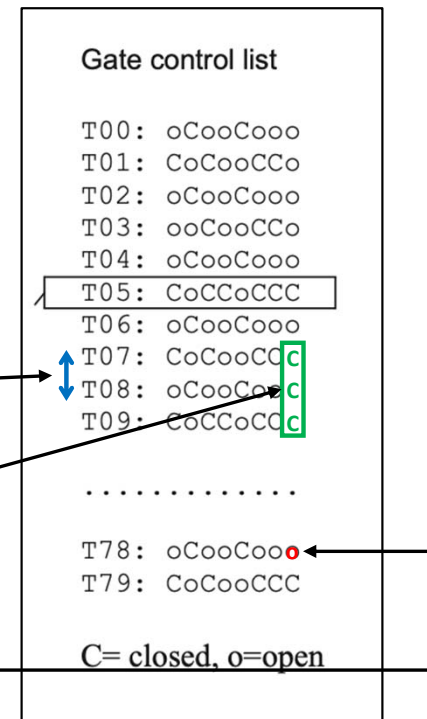 Gate control list
T00: oCooCooo
T01: CoCooCCo
T02: oCooCooo
T03: ooCooCCo
T04: oCooCooo
T05: CoCCoCCC
T06: oCooCooo
T07: CoCooCCC
T08: oCooCooC
T09: CoCCoCCC
.............
T78: oCooCooo
T79: CoCooCCC
C= closed, o=open